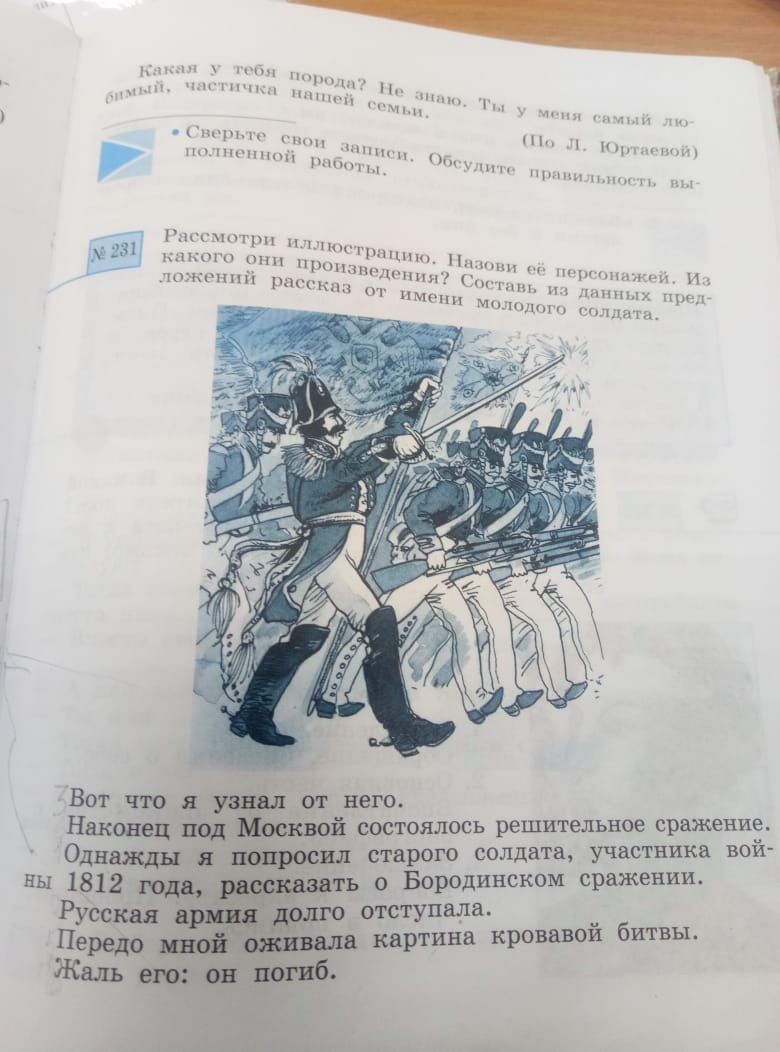 Какая у тебя порода? Не знаю. Ты у меня самый лю-
бимый, частичка нашей семьи.
(По Л. Юртаевой)
• Сверьте свои записи. Обсудите правильность вы-
полненной работы.
№ 231
Рассмотри иллюстрацию. Назови её персонажей. Из
какого они произведения? Составь из данных пред-
ложений рассказ от имени молодого солдата.
3 Вот что я узнал от него.
Наконец под Москвой состоялось решительное сражение.
Однажды я попросил старого солдата, участника вой-
ны 1812 года, рассказать о Бородинском сражении.
Русская армия долго отступала.
Передо мной оживала картина кровавой битвы.
Жаль его: он погиб.